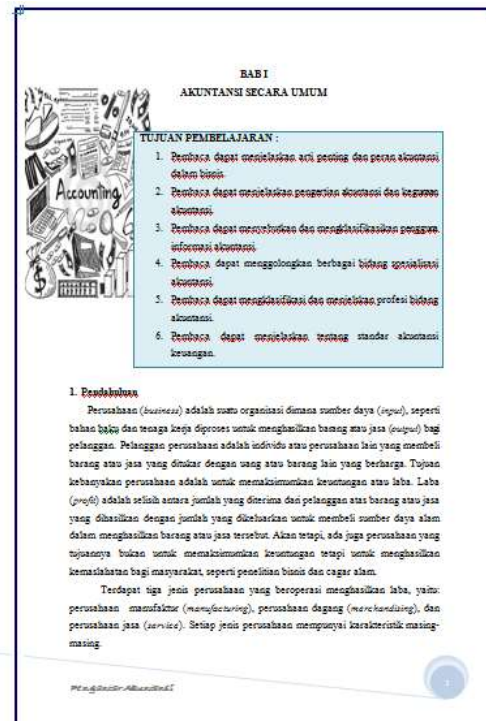 BAB I
AKUNTANSI SECARA UMUM
Accounting
TUJUAN PEMBELAJARAN :
1. Pembaca dapat menjelaskan arti penting dan peran akuntansi
dalam bisnis.
2. Pembaca dapat menjelaskan pengertian akuntansi dan kegunaan
akuntansi.
3. Pembaca dapat menyebutkan dan mengklasifikasikan pengguna
informasi akuntansi.
4. Pembaca dapat menggolongkan berbagai bidang spesialisasi
akuntansi.
5. Pembaca dapat mengklasifikasi dan menjelskan profesi bidang
akuntansi.
6. Pembaca dapat menjelaskan tentang standar akuntansi
keuangan.
1. Pendahuluan
Perusahaan (business) adalah suatu organisasi dimana sumber daya (input), seperti
bahan baku dan tenaga kerja diproses untuk menghasilkan barang atau jasa (output) bagi
pelanggan. Pelanggan perusahaan adalah individu atau perusahaan lain yang membeli
barang atau jasa yang ditukar dengan uang atau barang lain yang berharga. Tujuan
kebanyakan perusahaan adalah untuk memaksimumkan keuntungan atau laba. Laba
(profit) adalah selisih antara jumlah yang diterima dari pelanggan atas barang atau jasa
yang dihasilkan dengan jumlah yang dikeluarkan untuk membeli sumber daya alam
dalam menghasilkan barang atau jasa tersebut. Akan tetapi, ada juga perusahaan yang
tujuannya bukan untuk memaksimumkan keuntungan tetapi untuk menghasilkan
kemaslahatan bagi masyarakat, seperti penelitian bisnis dan cagar alam.
Terdapat tiga jenis perusahaan yang beroperasi menghasilkan laba, yaitu:
perusahaan manufaktur (manufacturing), perusahaan dagang (merchandising), dan
perusahaan jasa (service). Setiap jenis perusahaan mempunyai karakteristik masing-
masing.
Pengantar Akuntansi